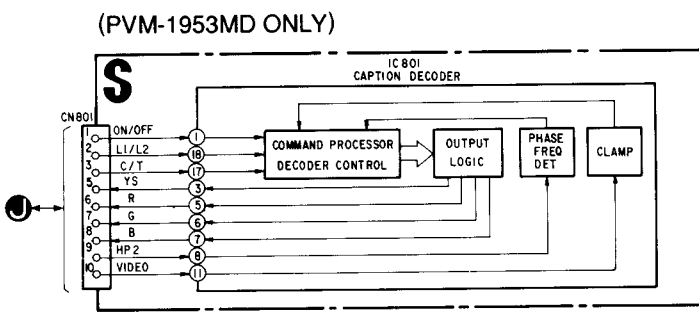 (PVM-1953MD ONLY)
S
IC801
CAPTION DECODER
CN801
1 ON/OFF 1
2 L1/L2 18
3 C/T 17
5 YS 3
6 R 5
7 G 6
8 B 7
9 HP2 8
10 VIDEO 11
J
COMMAND PROCESSOR
DECODER CONTROL
OUTPUT
LOGIC
PHASE
FREQ
DET
CLAMP